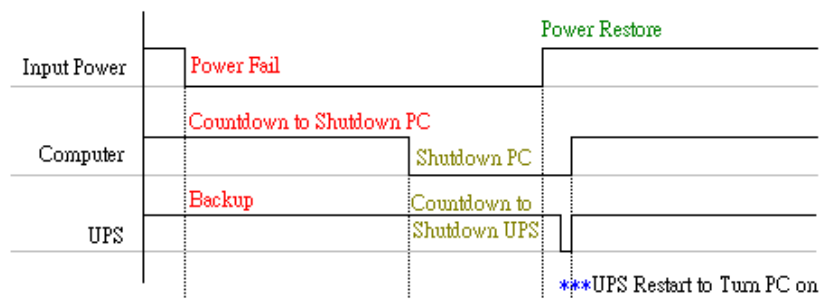 Power Restore
Input Power
Power Fail
Countdown to Shutdown PC
Computer
Shutdown PC
Backup
Countdown to
Shutdown UPS
UPS
***UPS Restart to Turn PC on